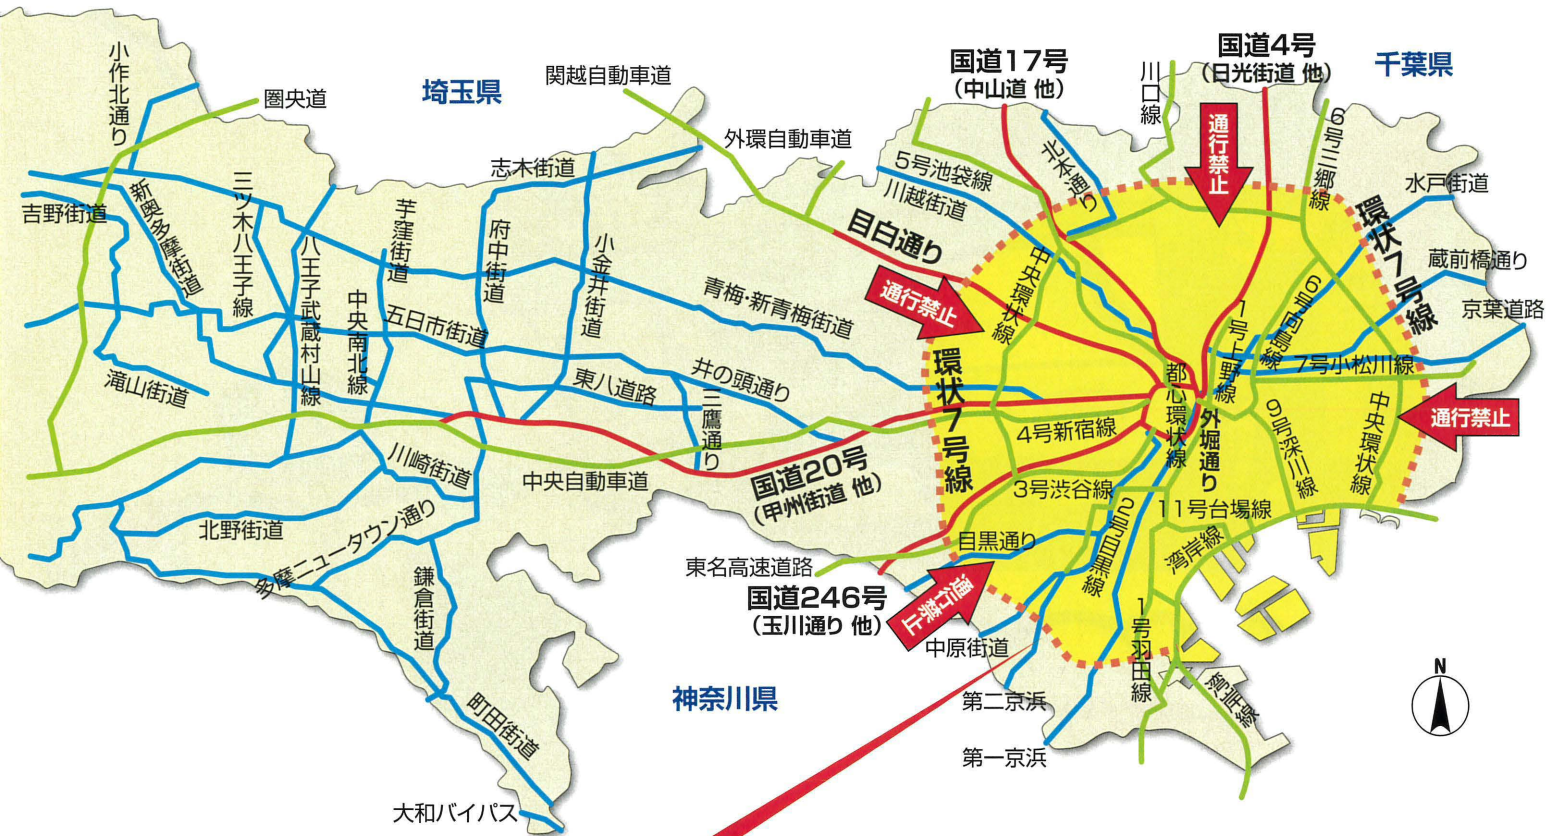 小作北通り
圏央道
埼玉県
関越自動車道
外環自動車道
国道17号
（中山道 他）
国道4号
（日光街道 他）
千葉県
川口線
通行禁止
6号三郷線
水戸街道
北本通り
5号池袋線
川越街道
志木街道
吉野街道
新奥多摩街道
三ツ木八王子線
八王子武蔵村山線
芋窪街道
府中街道
小金井街道
目白通り
通行禁止
中央環状線
環状7号線
蔵前橋通り
京葉道路
青梅・新青梅街道
五日市街道
中央南北線
滝山街道
井の頭通り
東八道路
三鷹通り
環状7号線
都心環状線
1号上野線
6号向島線
7号小松川線
外堀通り
9号深川線
中央環状線
通行禁止
4号新宿線
国道20号
（甲州街道 他）
中央自動車道
川崎街道
北野街道
多摩ニュータウン通り
3号渋谷線
2号目黒線
11号台場線
湾岸線
目黒通り
東名高速道路
国道246号
（玉川通り 他）
通行禁止
中原街道
1号羽田線
湾岸線
鎌倉街道
神奈川県
町田街道
第二京浜
第一京浜
大和バイパス
N